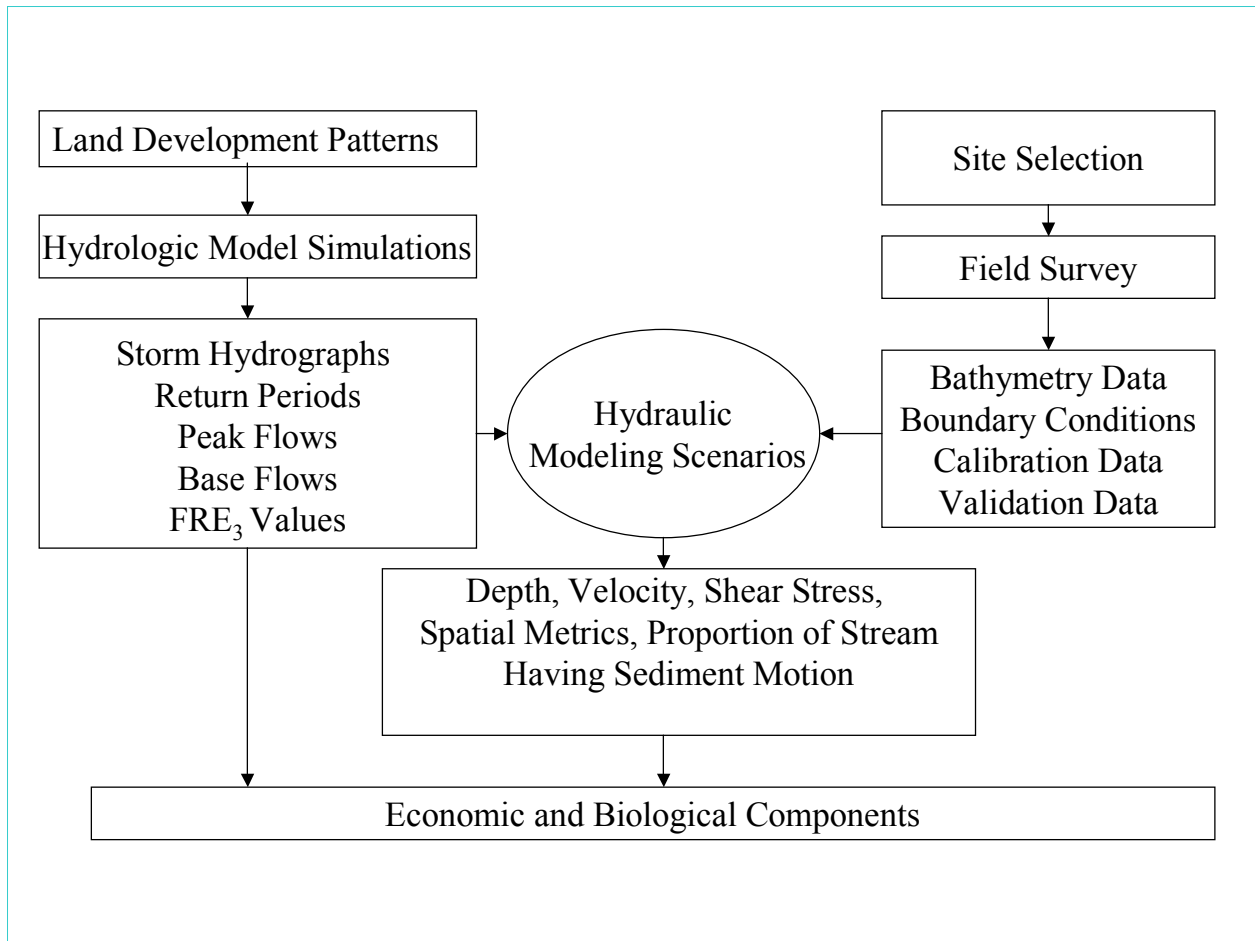 Land Development Patterns
Hydrologic Model Simulations
Storm Hydrographs
Return Periods
Peak Flows
Base Flows
FRE₃ Values
Site Selection
Field Survey
Bathymetry Data
Boundary Conditions
Calibration Data
Validation Data
Hydraulic
Modeling Scenarios
Depth, Velocity, Shear Stress,
Spatial Metrics, Proportion of Stream
Having Sediment Motion
Economic and Biological Components